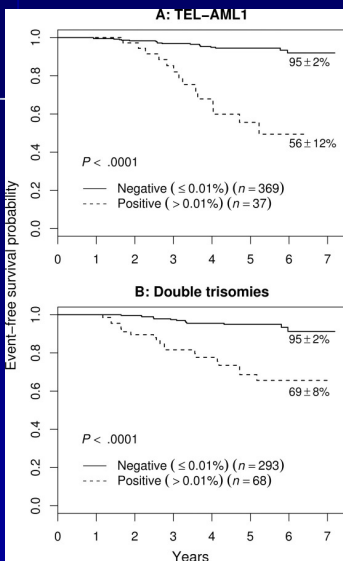 A: TEL–AML1
1.0
0.8
0.6
0.4
0.2
0.0
95±2%
56±12%
P < .0001
Negative (≤0.01%) (n=369)
Positive (>0.01%) (n=37)
0 1 2 3 4 5 6 7
Event–free survival probability
B: Double trisomies
1.0
0.8
0.6
0.4
0.2
0.0
95±2%
69±8%
P < .0001
Negative (≤0.01%) (n=293)
Positive (>0.01%) (n=68)
0 1 2 3 4 5 6 7
Years